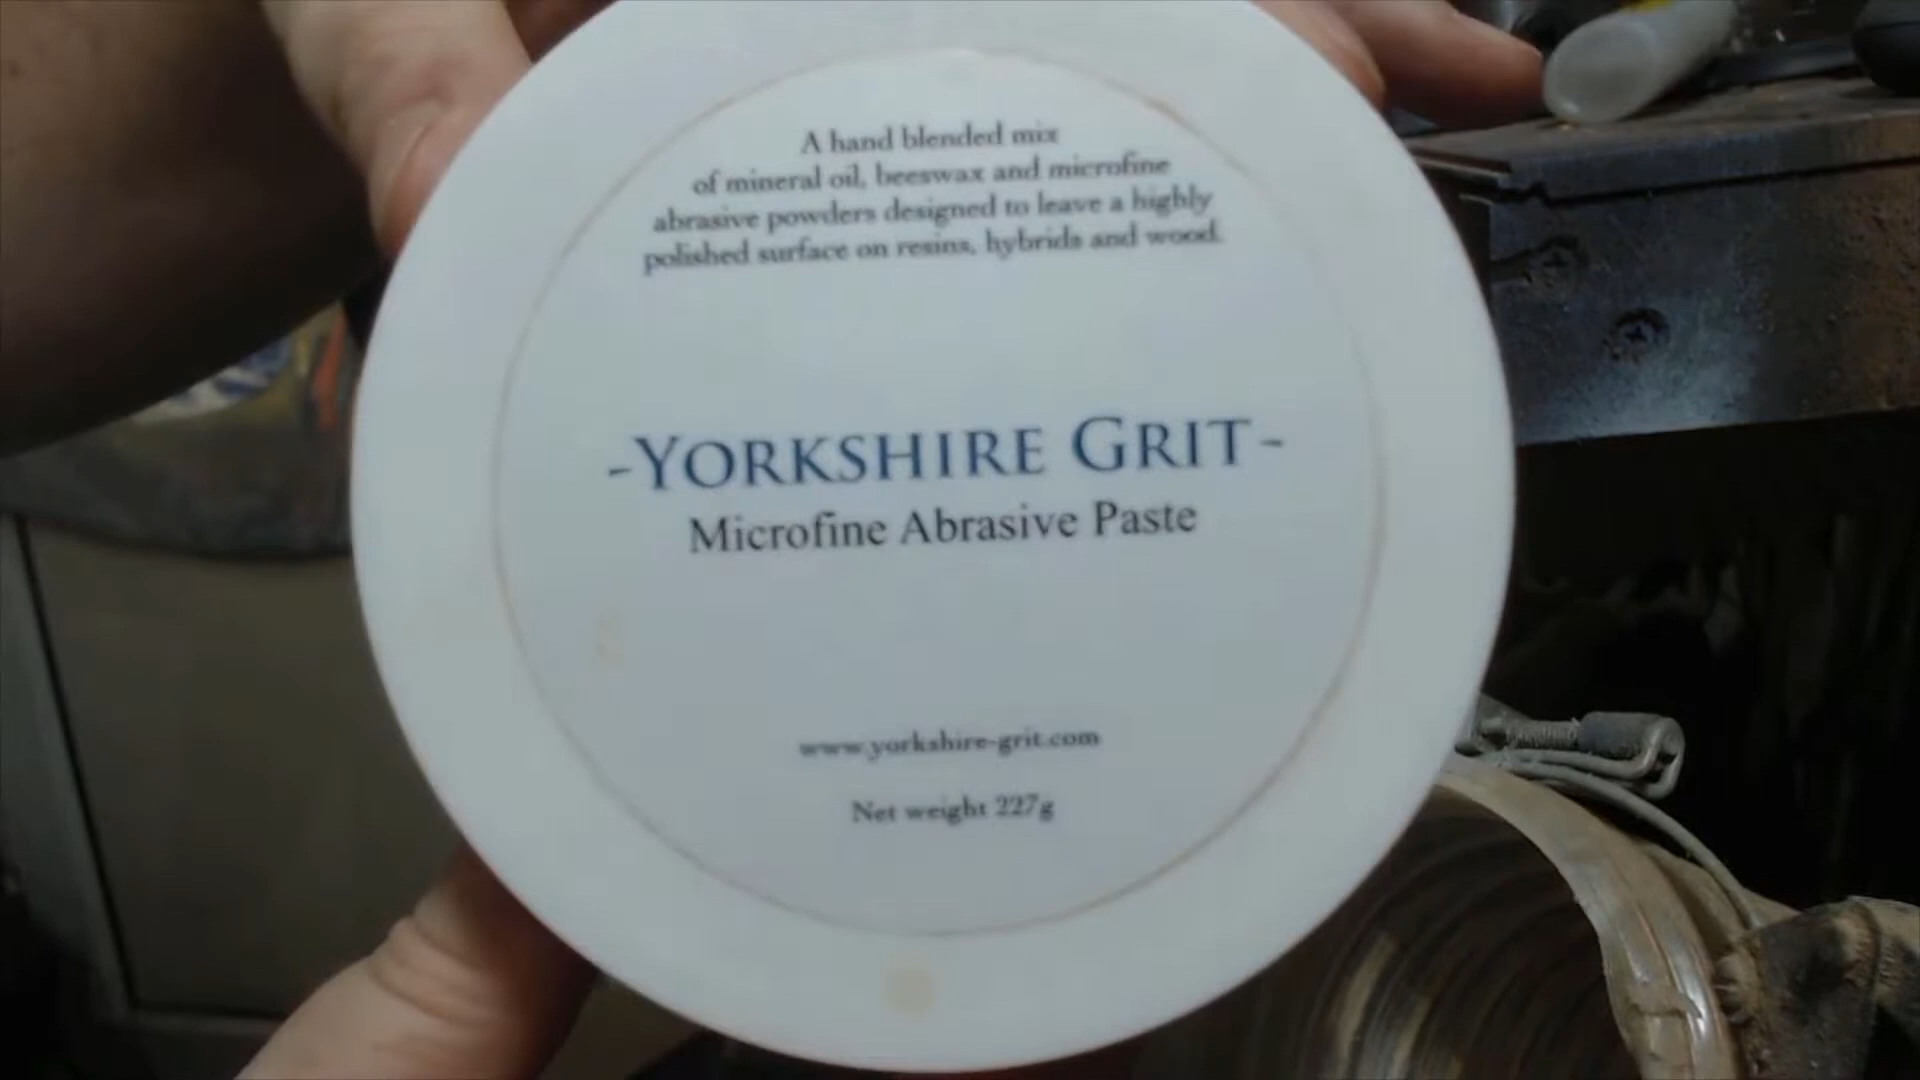 A hand blended mix
of mineral oil, beeswax and microfine
abrasive powders designed to leave a highly
polished surface on resins, hybrids and wood.
-YORKSHIRE GRIT-
Microfine Abrasive Paste
www.yorkshire-grit.com
Net weight 227g